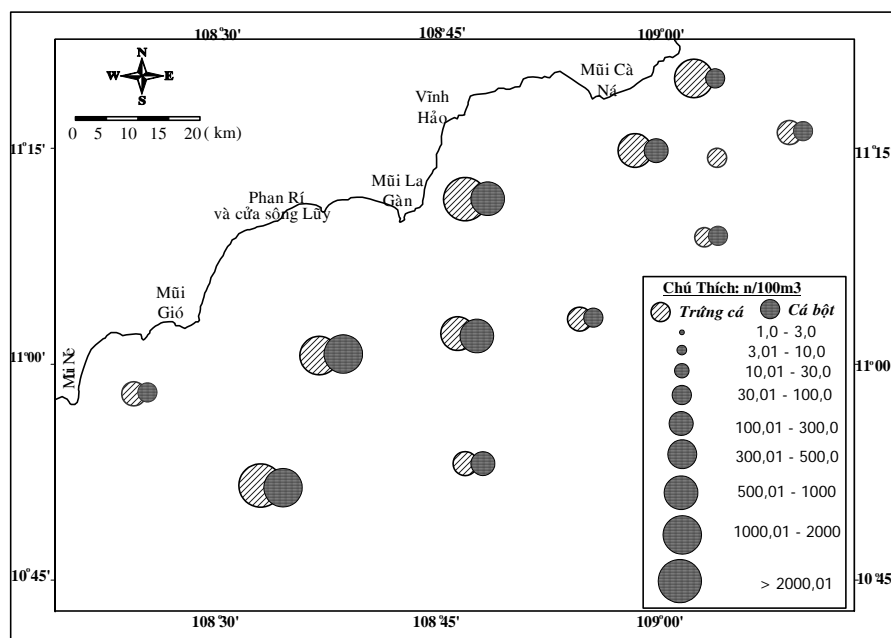 108°30' 108°45' 109°00'
N
W E
S
0 5 10 15 20 ( km)
Mũi Cà
Ná
Vĩnh
Hảo
11°15' 11°15'
Mũi La
Gàn
Phan Rí
và cửa sông Lũy
Mũi
Gió
Chú Thích: n/100m3
Trứng cá Cá bột
1,0 - 3,0
3,01 - 10,0
10,01 - 30,0
30,01 - 100,0
100,01 - 300,0
300,01 - 500,0
500,01 - 1000
1000,01 - 2000
> 2000,01
11°00' 11°00'
Mũi Né
10°45' 10°45'
108°30' 108°45' 109°00'